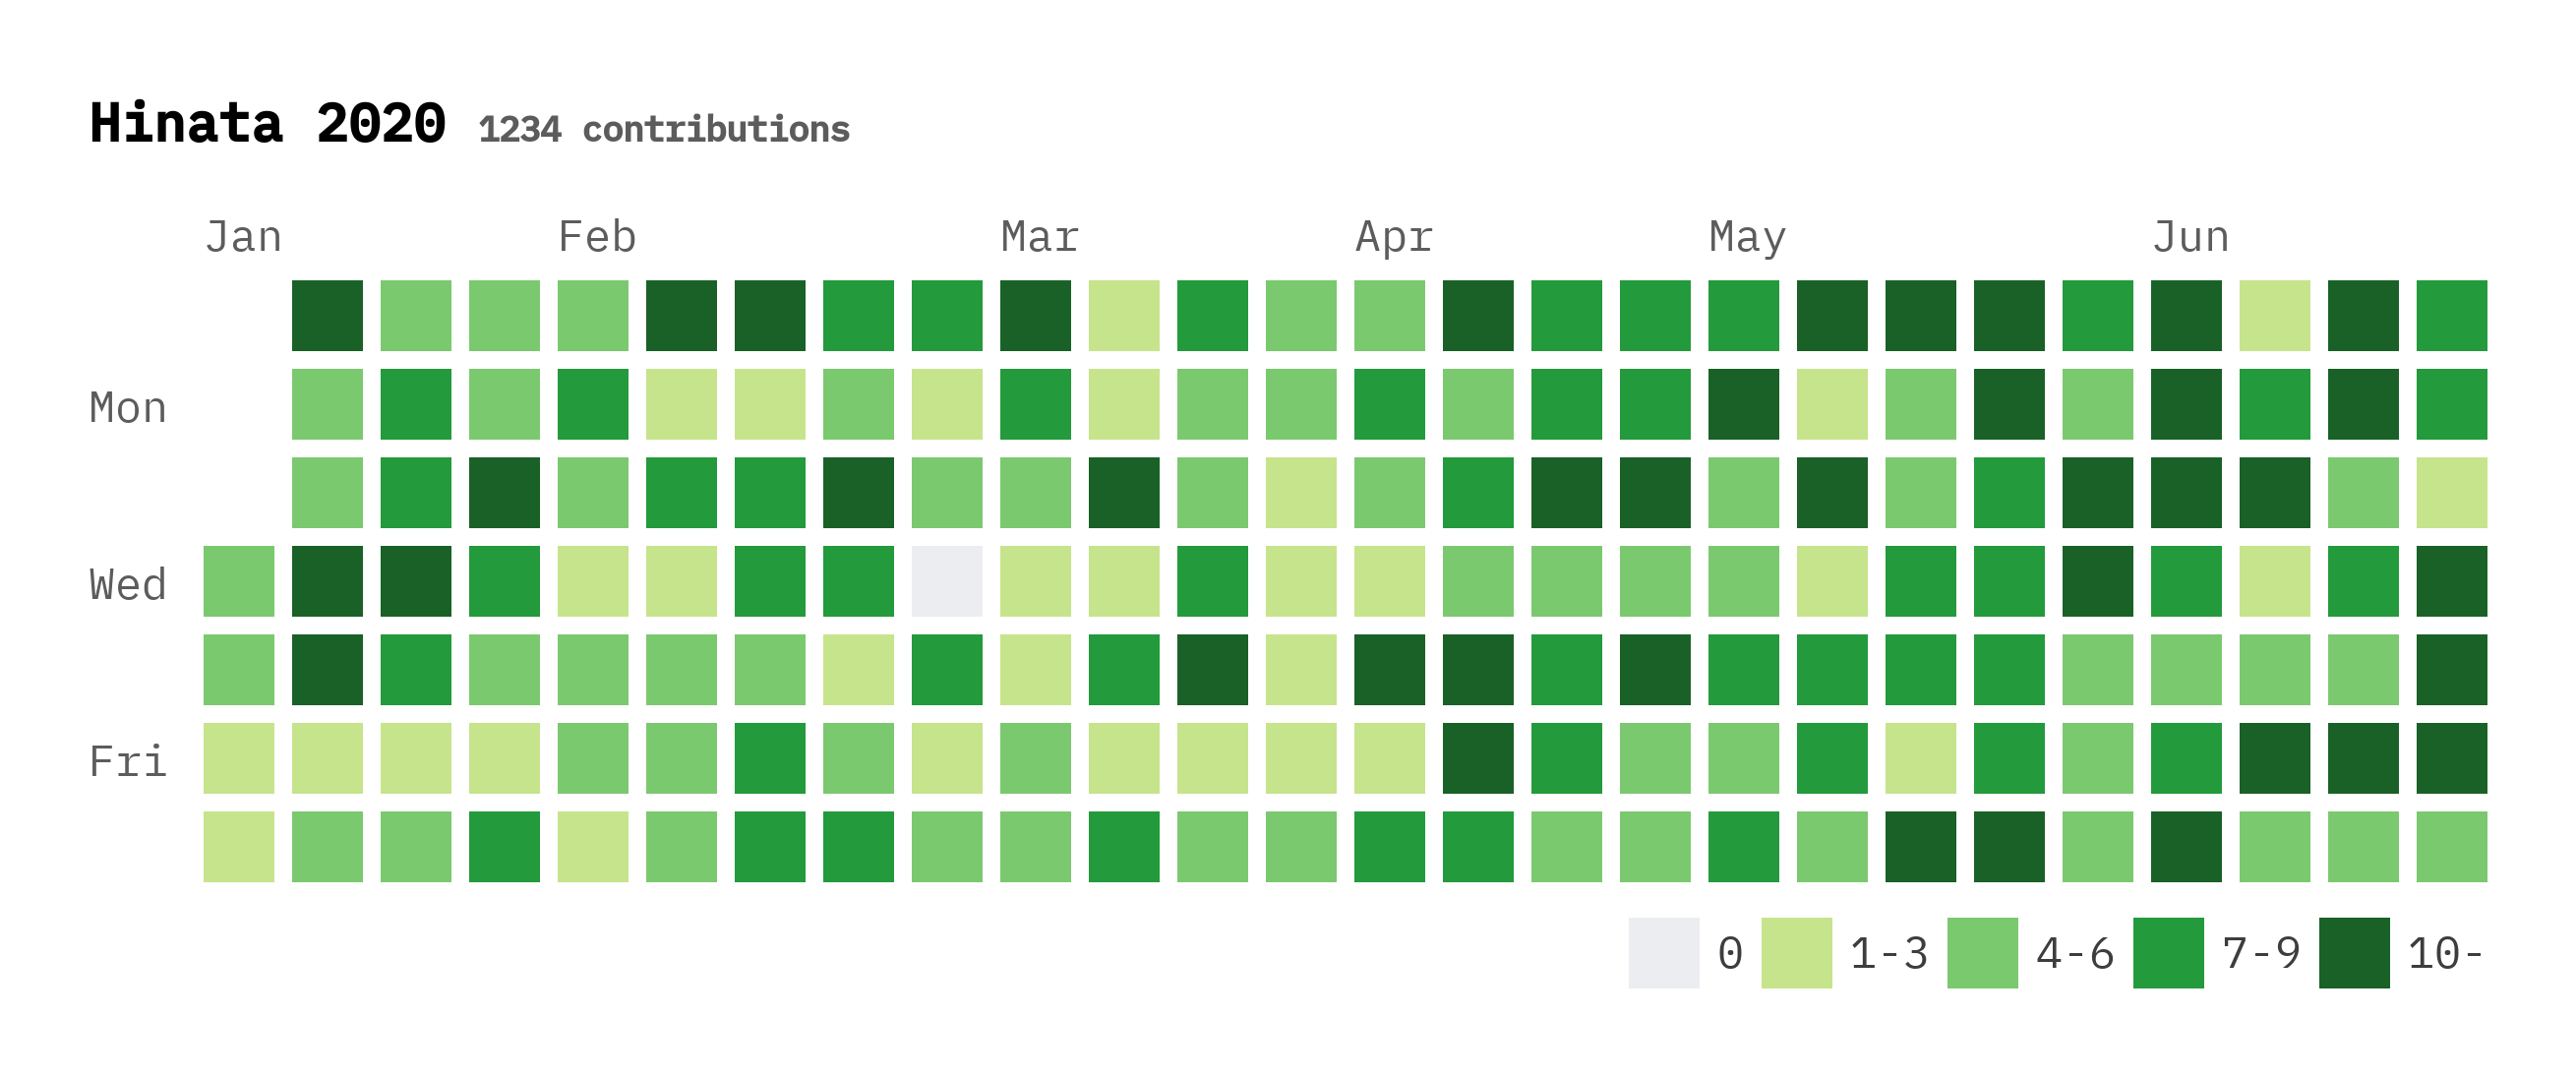 Hinata 2020 1234 contributions
Jan Feb Mar Apr May Jun
Mon
Wed
Fri
0 1-3 4-6 7-9 10-